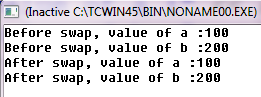 (Inactive C:\TCWIN45\BIN\NONAME00.EXE)
Before swap, value of a :100
Before swap, value of b :200
After swap, value of a :100
After swap, value of b :200